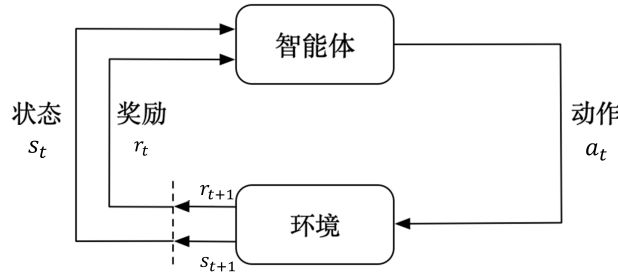 智能体
状态
s_t
奖励
r_t
动作
a_t
r_{t+1}
环境
s_{t+1}